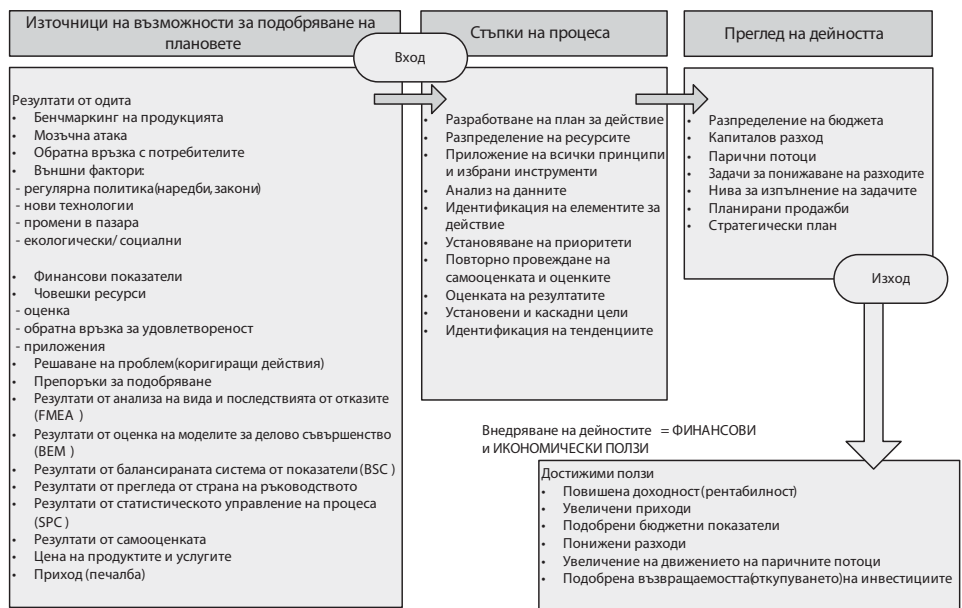 Източници на възможности за подобряване на
плановете
Вход
Стъпки на процеса
Преглед на дейността
Резултати от одита
• Бенчмаркинг на продукцията
• Мозъчна атака
• Обратна връзка с потребителите
• Външни фактори:
- регулярна политика(наредби, закони)
- нови технологии
- промени в пазара
- екологически/ социални
• Финансови показатели
• Човешки ресурси
- оценка
- обратна връзка за удовлетвореност
- приложения
• Решаване на проблем(коригиращи действия)
• Препоръки за подобряване
• Резултати от анализа на вида и последствията от отказите
(FMEA )
• Резултати от оценка на моделите за делово съвършенство
(BEM )
• Резултати от балансираната система от показатели (BSC )
• Резултати от прегледа от страна на ръководството
• Резултати от статистическото управление на процеса
(SPC )
• Резултати от самооценката
• Цена на продуктите и услугите
• Приход (печалба)
• Разработване на план за действие
• Разпределение на ресурсите
• Приложение на всички принципи
и избрани инструменти
• Анализ на данните
• Идентификация на елементите за
действие
• Установяване на приоритети
• Повторно провеждане на
самооценката и оценките
• Оценката на резултатите
• Установени и каскадни цели
• Идентификация на тенденциите
• Разпределение на бюджета
• Капиталов разход
• Парични потоци
• Задачи за понижаване на разходите
• Нива за изпълнение на задачите
• Планирани продажби
• Стратегически план
Изход
Внедряване на дейностите = ФИНАНСОВИ
и ИКОНОМИЧЕСКИ ПОЛЗИ
Достижими ползи
• Повишена доходност (рентабилност)
• Увеличени приходи
• Подобрени бюджетни показатели
• Понижени разходи
• Увеличение на движението на паричните потоци
• Подобрена възвращаемостта(откупуването) на инвестициите